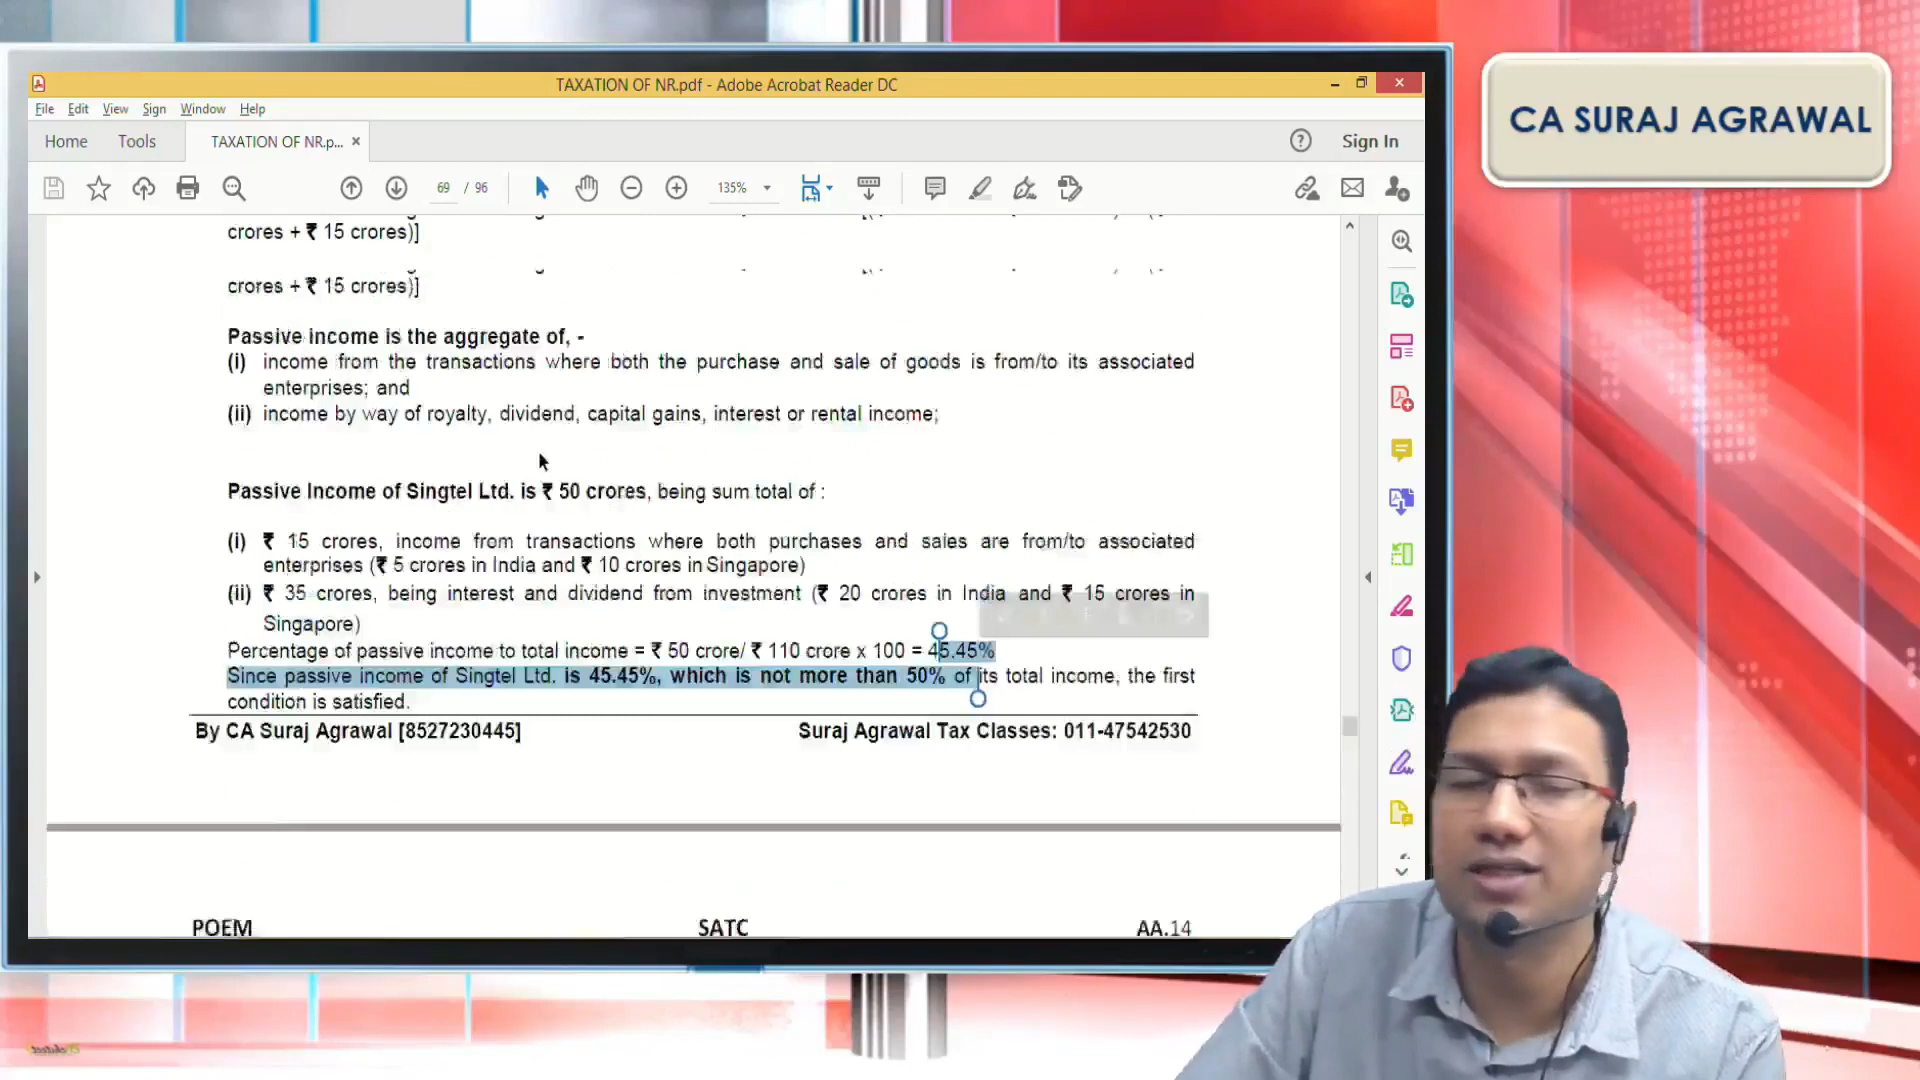 CA SURAJ AGRAWAL
TAXATION OF NR.pdf - Adobe Acrobat Reader DC
File Edit View Sign Window Help
Home Tools TAXATION OF NR.p... × Sign In
69 / 96 135%
crores + ₹ 15 crores)]
crores + ₹ 15 crores)]
Passive income is the aggregate of, -
(i) income from the transactions where both the purchase and sale of goods is from/to its associated
enterprises; and
(ii) income by way of royalty, dividend, capital gains, interest or rental income;
Passive Income of Singtel Ltd. is ₹ 50 crores, being sum total of :
(i) ₹ 15 crores, income from transactions where both purchases and sales are from/to associated
enterprises (₹ 5 crores in India and ₹ 10 crores in Singapore)
(ii) ₹ 35 crores, being interest and dividend from investment (₹ 20 crores in India and ₹ 15 crores in
Singapore)
Percentage of passive income to total income = ₹ 50 crore/ ₹ 110 crore x 100 = 45.45%
Since passive income of Singtel Ltd. is 45.45%, which is not more than 50% of its total income, the first
condition is satisfied.
By CA Suraj Agrawal [8527230445] Suraj Agrawal Tax Classes: 011-47542530
POEM SATC AA.14